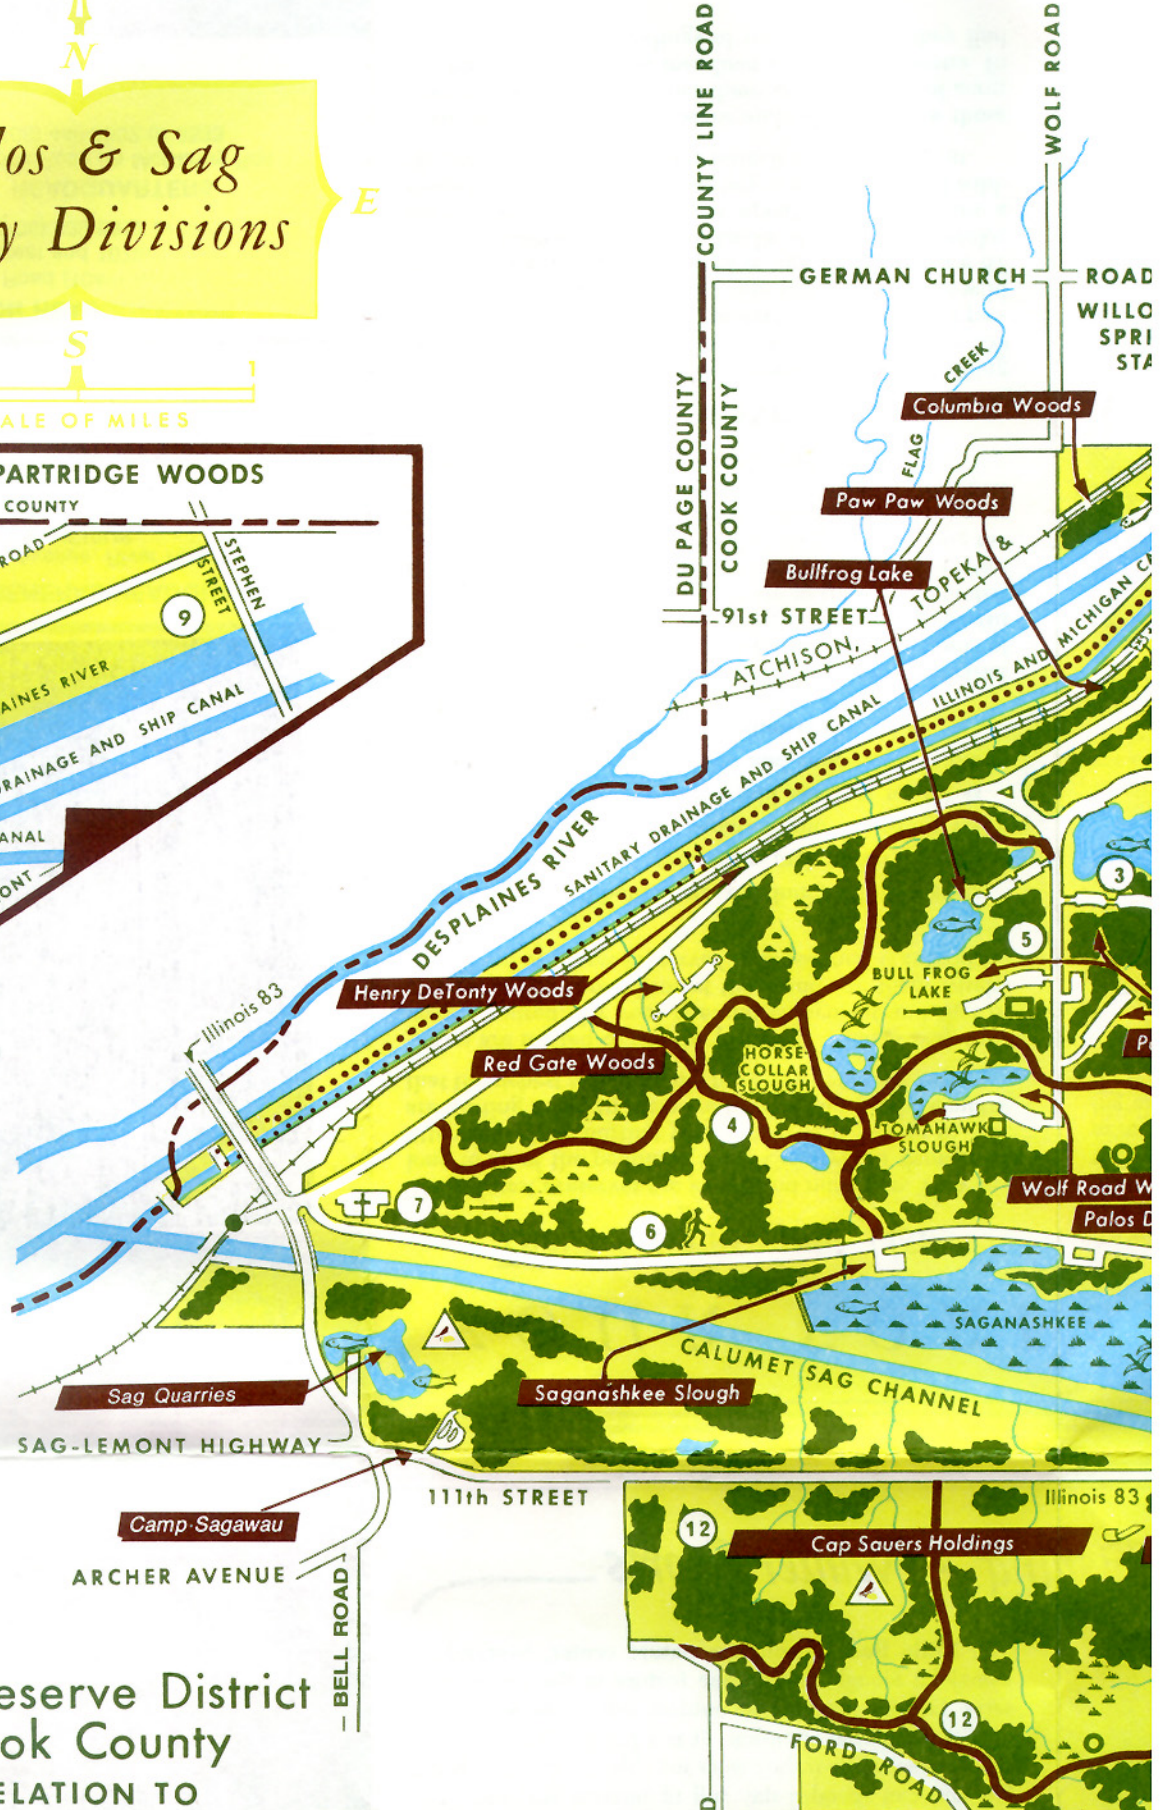 N
los & Sag
y Divisions
E
S
1
ALE OF MILES
PARTRIDGE WOODS
COUNTY
ROAD
STEPHEN
STREET
9
AINES RIVER
DRAINAGE AND SHIP CANAL
ANAL
ONT
COUNTY LINE ROAD
WOLF ROAD
GERMAN CHURCH ROAD
WILLO
SPRI
STA
FLAG CREEK
Columbia Woods
DU PAGE COUNTY
COOK COUNTY
Paw Paw Woods
Bullfrog Lake
91st STREET
ATCHISON, TOPEKA &
ILLINOIS AND MICHIGAN CA
SANITARY DRAINAGE AND SHIP CANAL
DESPLAINES RIVER
3
5
BULL FROG
LAKE
Henry DeTonty Woods
Illinois 83
Red Gate Woods
HORSE-
COLLAR
SLOUGH
P
4
TOMAHAWK
SLOUGH
Wolf Road W
7
6
Palos D
SAGANASHKEE
CALUMET SAG CHANNEL
Sag Quarries
Saganashkee Slough
SAG-LEMONT HIGHWAY
111th STREET
Illinois 83
Camp Sagawau
12
Cap Sauers Holdings
ARCHER AVENUE
BELL ROAD
eserve District
ok County
ELATION TO
12
FORD ROAD
D